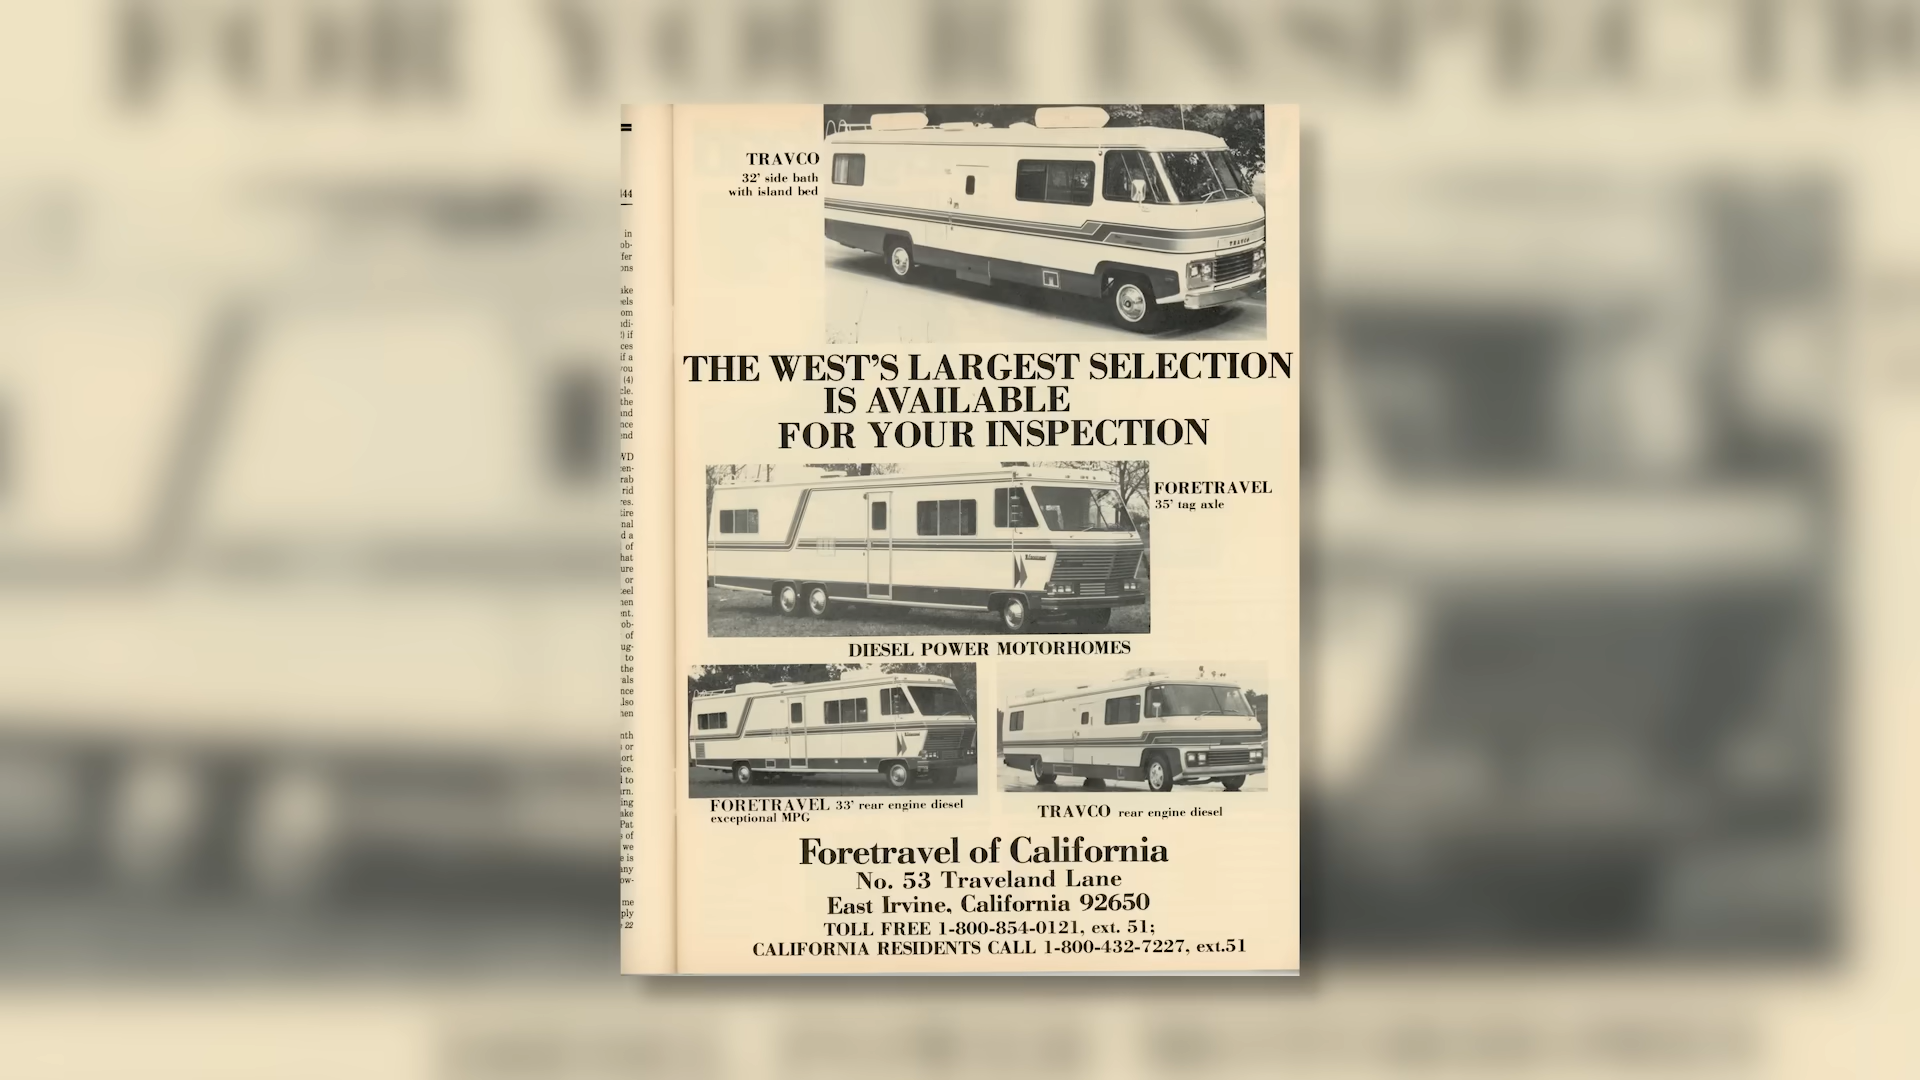 TRAVCO
32' side bath
with island bed
TRAVCO
THE WEST'S LARGEST SELECTION
IS AVAILABLE
FOR YOUR INSPECTION
FORETRAVEL
35' tag axle
DIESEL POWER MOTORHOMES
FORETRAVEL 33' rear engine diesel
exceptional MPG
TRAVCO rear engine diesel
Foretravel of California
No. 53 Traveland Lane
East Irvine, California 92650
TOLL FREE 1-800-854-0121, ext. 51;
CALIFORNIA RESIDENTS CALL 1-800-432-7227, ext.51